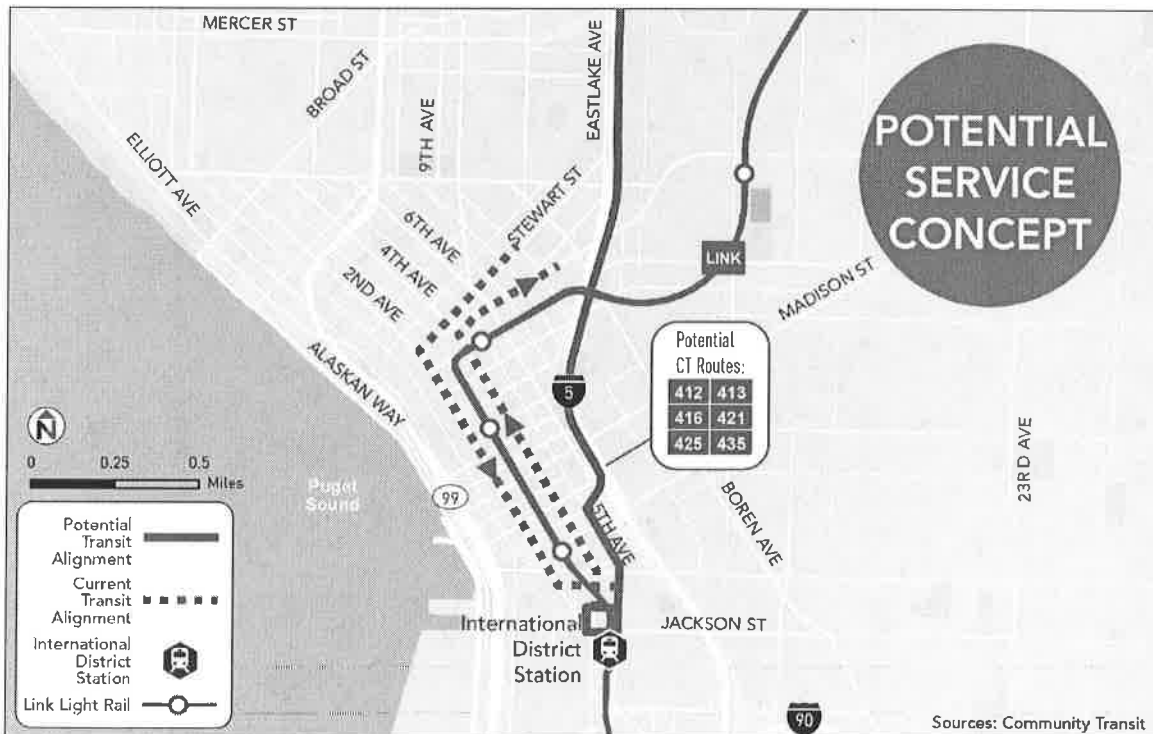 MERCER ST
BROAD ST
9TH AVE
EASTLAKE AVE
ELLIOTT AVE
6TH AVE
4TH AVE
2ND AVE
STEWART ST
ALASKAN WAY
POTENTIAL
SERVICE
CONCEPT
LINK
MADISON ST
Potential
CT Routes:
412 413
416 421
425 435
5
N
0 0.25 0.5
Miles
Puget
Sound
99
5TH AVE
BOREN AVE
23RD AVE
Potential
Transit
Alignment
Current
Transit
Alignment
International
District
Station
Link Light Rail
International
District
Station
JACKSON ST
90
Sources: Community Transit